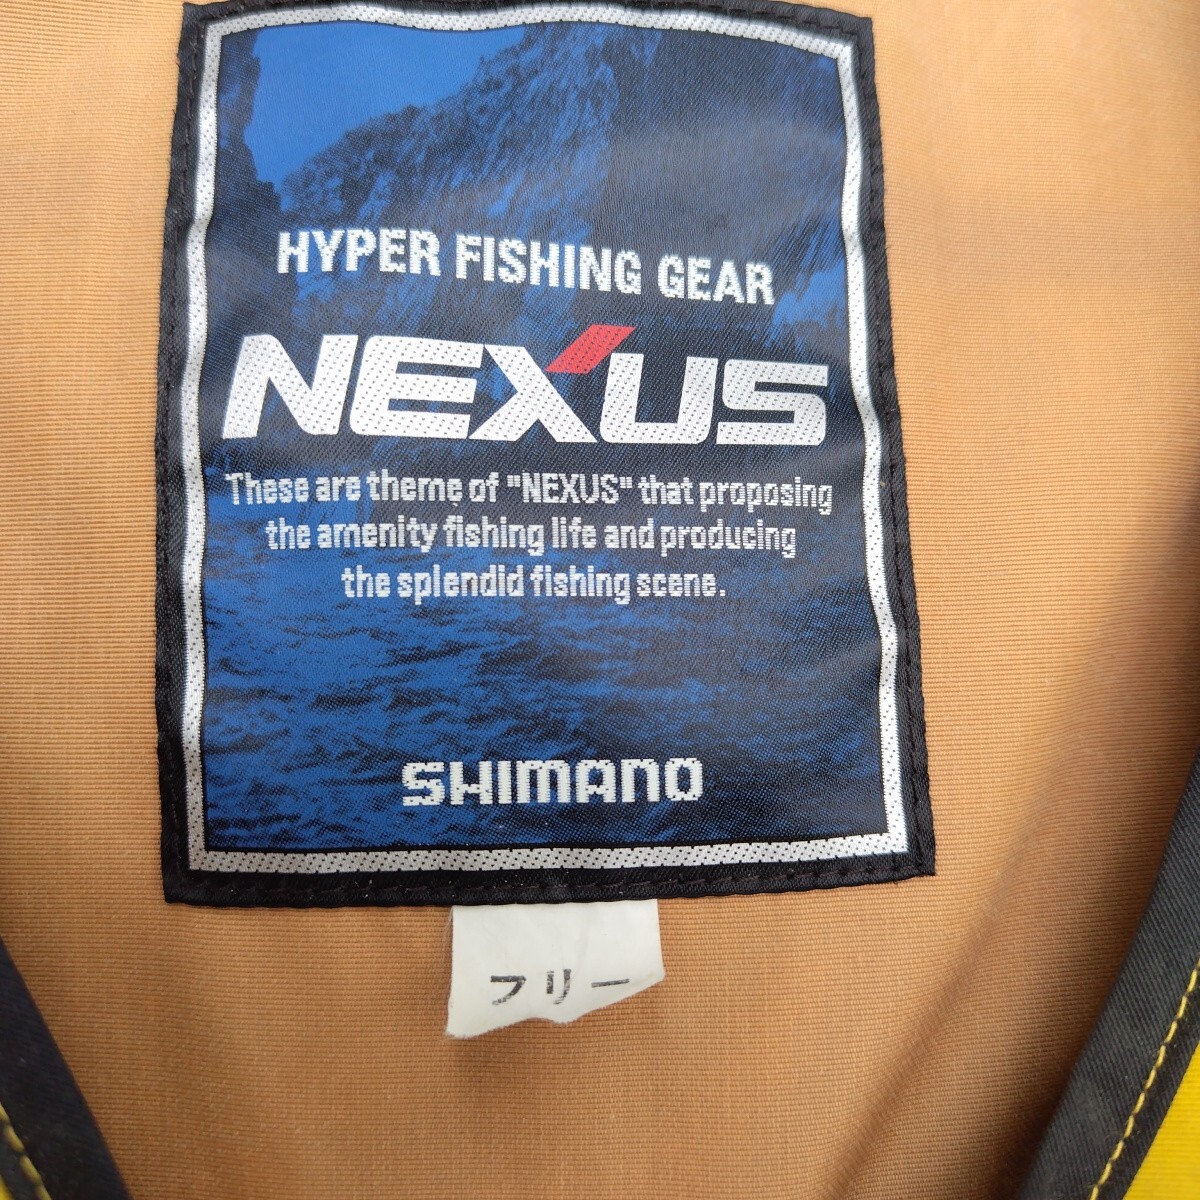 HYPER FISHING GEAR
NEXUS
These are theme of "NEXUS" that proposing
the amenity fishing life and producing
the splendid fishing scene.
SHIMANO
フリー